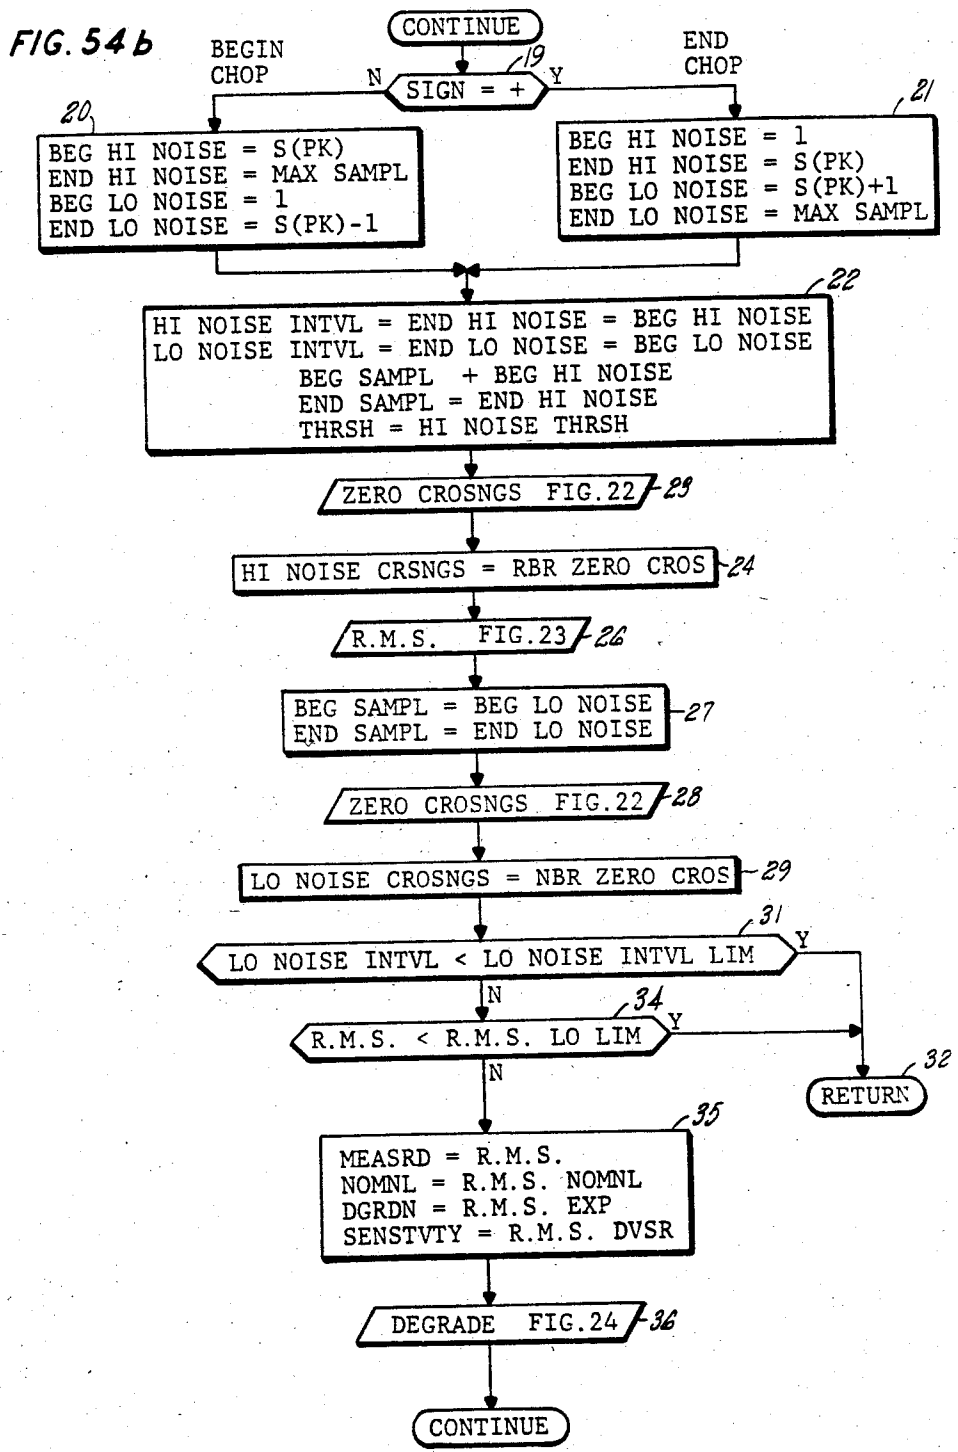 FIG. 54b
CONTINUE
BEGIN
CHOP
END
CHOP
19
N
SIGN = +
Y
20
BEG HI NOISE = S(PK)
END HI NOISE = MAX SAMPL
BEG LO NOISE = 1
END LO NOISE = S(PK)-1
21
BEG HI NOISE = 1
END HI NOISE = S(PK)
BEG LO NOISE = S(PK)+1
END LO NOISE = MAX SAMPL
22
HI NOISE INTVL = END HI NOISE = BEG HI NOISE
LO NOISE INTVL = END LO NOISE = BEG LO NOISE
BEG SAMPL + BEG HI NOISE
END SAMPL = END HI NOISE
THRSH = HI NOISE THRSH
ZERO CROSNGS FIG.22
23
HI NOISE CRSNGS = RBR ZERO CROS
24
R.M.S. FIG.23
26
BEG SAMPL = BEG LO NOISE
END SAMPL = END LO NOISE
27
ZERO CROSNGS FIG.22
28
LO NOISE CROSNGS = NBR ZERO CROS
29
31
LO NOISE INTVL < LO NOISE INTVL LIM
Y
N
34
R.M.S. < R.M.S. LO LIM
Y
N
32
RETURN
35
MEASRD = R.M.S.
NOMNL = R.M.S. NOMNL
DGRDN = R.M.S. EXP
SENSTVTY = R.M.S. DVSR
DEGRADE FIG.24
36
CONTINUE